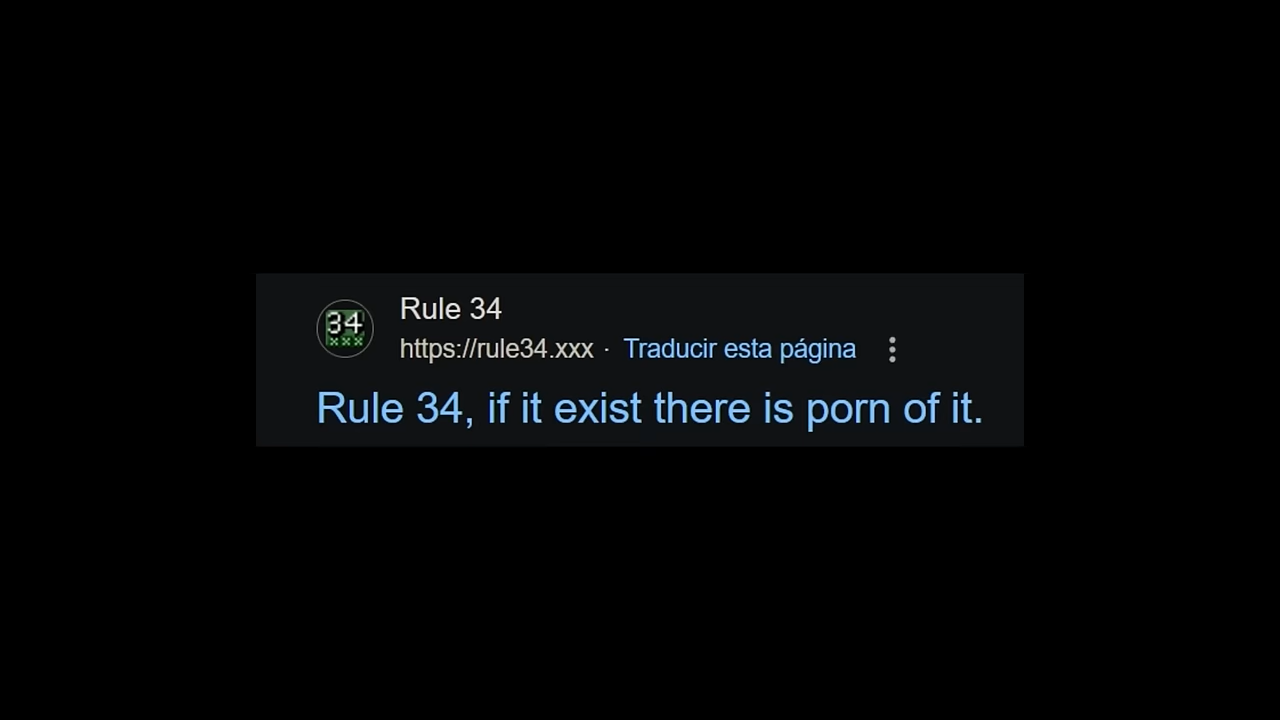 34
xxx
Rule 34
https://rule34.xxx · Traducir esta página
Rule 34, if it exist there is porn of it.